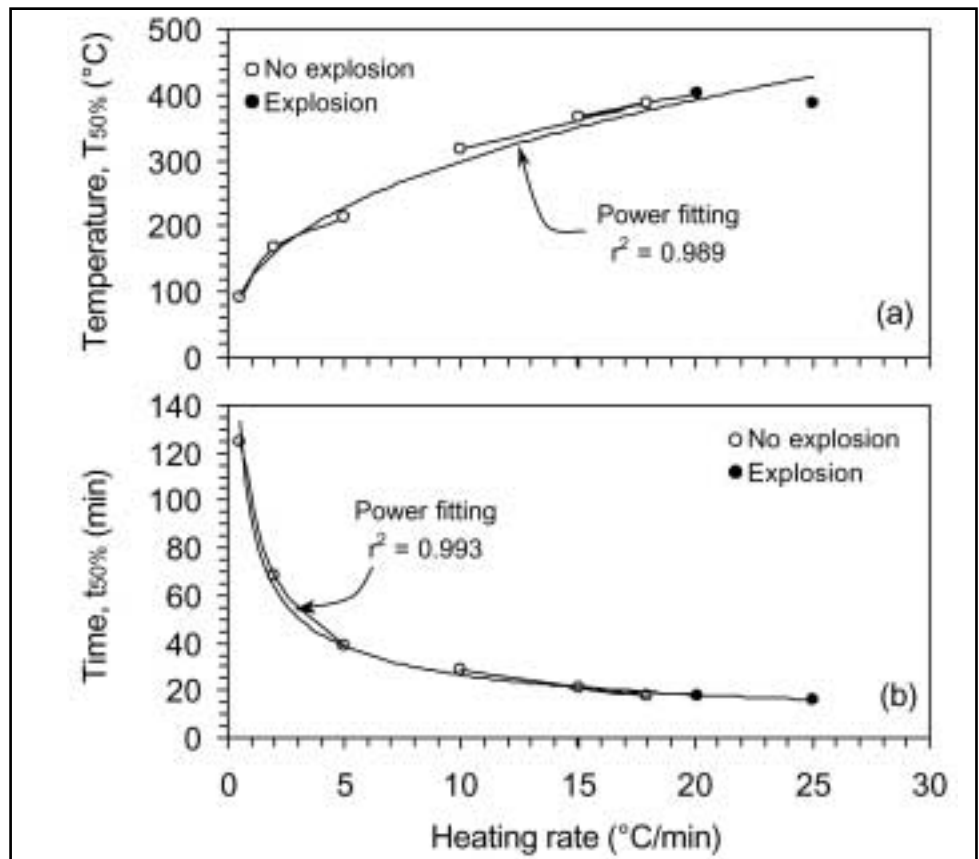 500
400
300
200
100
0
Temperature, T50% (°C)
No explosion
Explosion
Power fitting
r² = 0.989
(a)
140
120
100
80
60
40
20
0
Time, t50% (min)
No explosion
Explosion
Power fitting
r² = 0.993
(b)
0 5 10 15 20 25 30
Heating rate (°C/min)